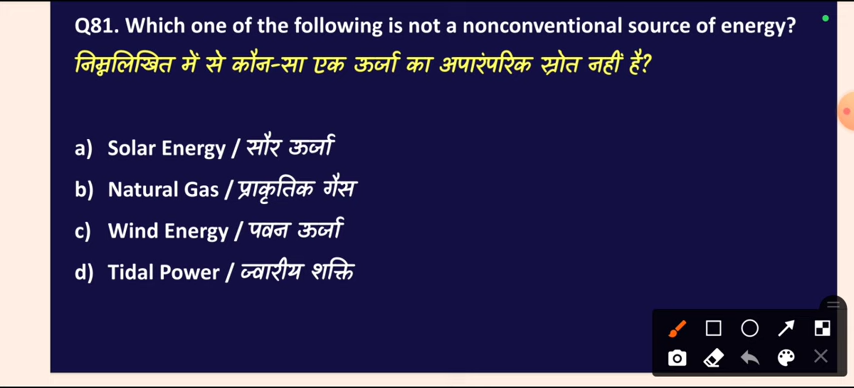 Q81. Which one of the following is not a nonconventional source of energy?
निम्नलिखित में से कौन-सा एक ऊर्जा का अपारंपरिक स्रोत नहीं है?
a) Solar Energy / सौर ऊर्जा
b) Natural Gas / प्राकृतिक गैस
c) Wind Energy / पवन ऊर्जा
d) Tidal Power / ज्वारीय शक्ति